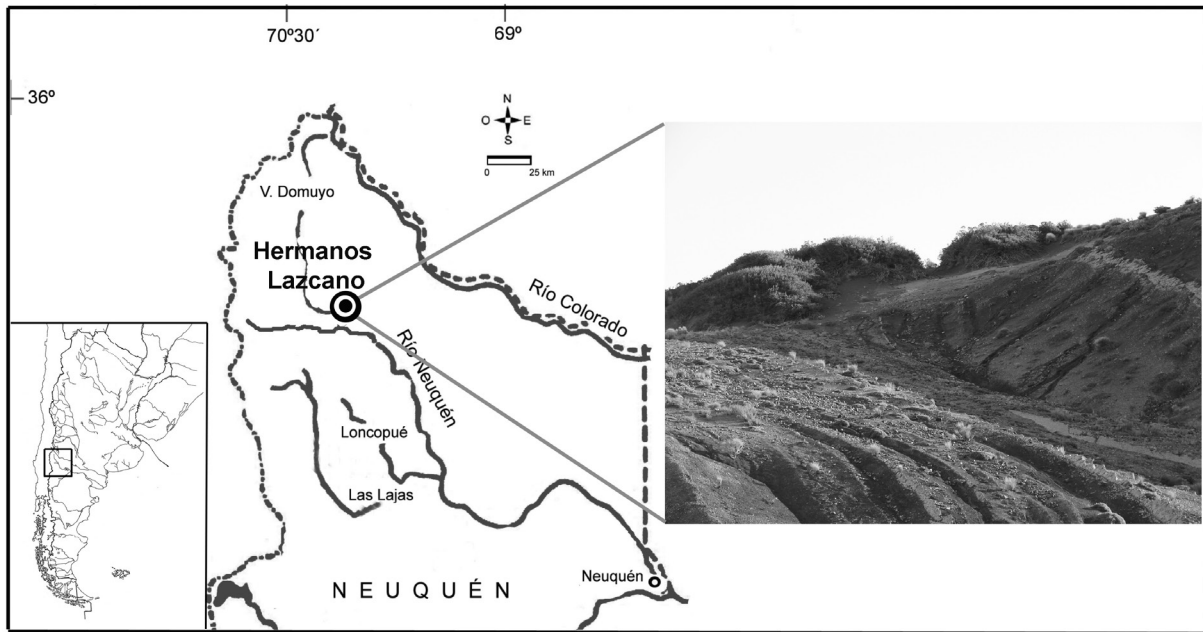 70º30´
69º
36º
N
O
E
S
0
25 km
V. Domuyo
Hermanos
Lazcano
Río Colorado
Río Neuquén
Loncopué
Las Lajas
Neuquén
NEUQUÉN